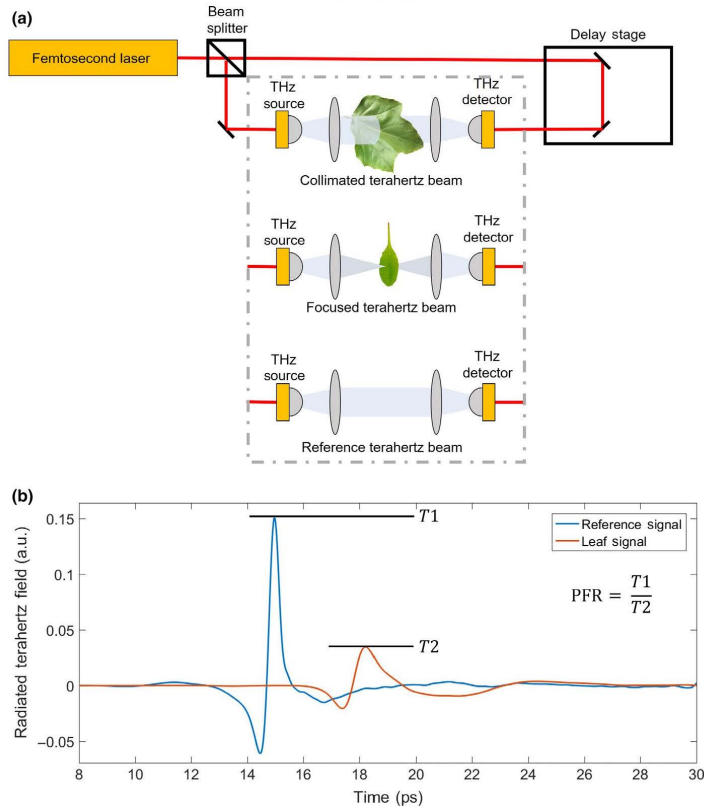 (a)
Beam
splitter
Femtosecond laser
Delay stage
THz
source
THz
detector
Collimated terahertz beam
THz
source
THz
detector
Focused terahertz beam
THz
source
THz
detector
Reference terahertz beam
(b)
0.15
0.1
0.05
0
−0.05
Radiated terahertz field (a.u.)
T1
T2
Reference signal
Leaf signal
PFR = T1/T2
8 10 12 14 16 18 20 22 24 26 28 30
Time (ps)